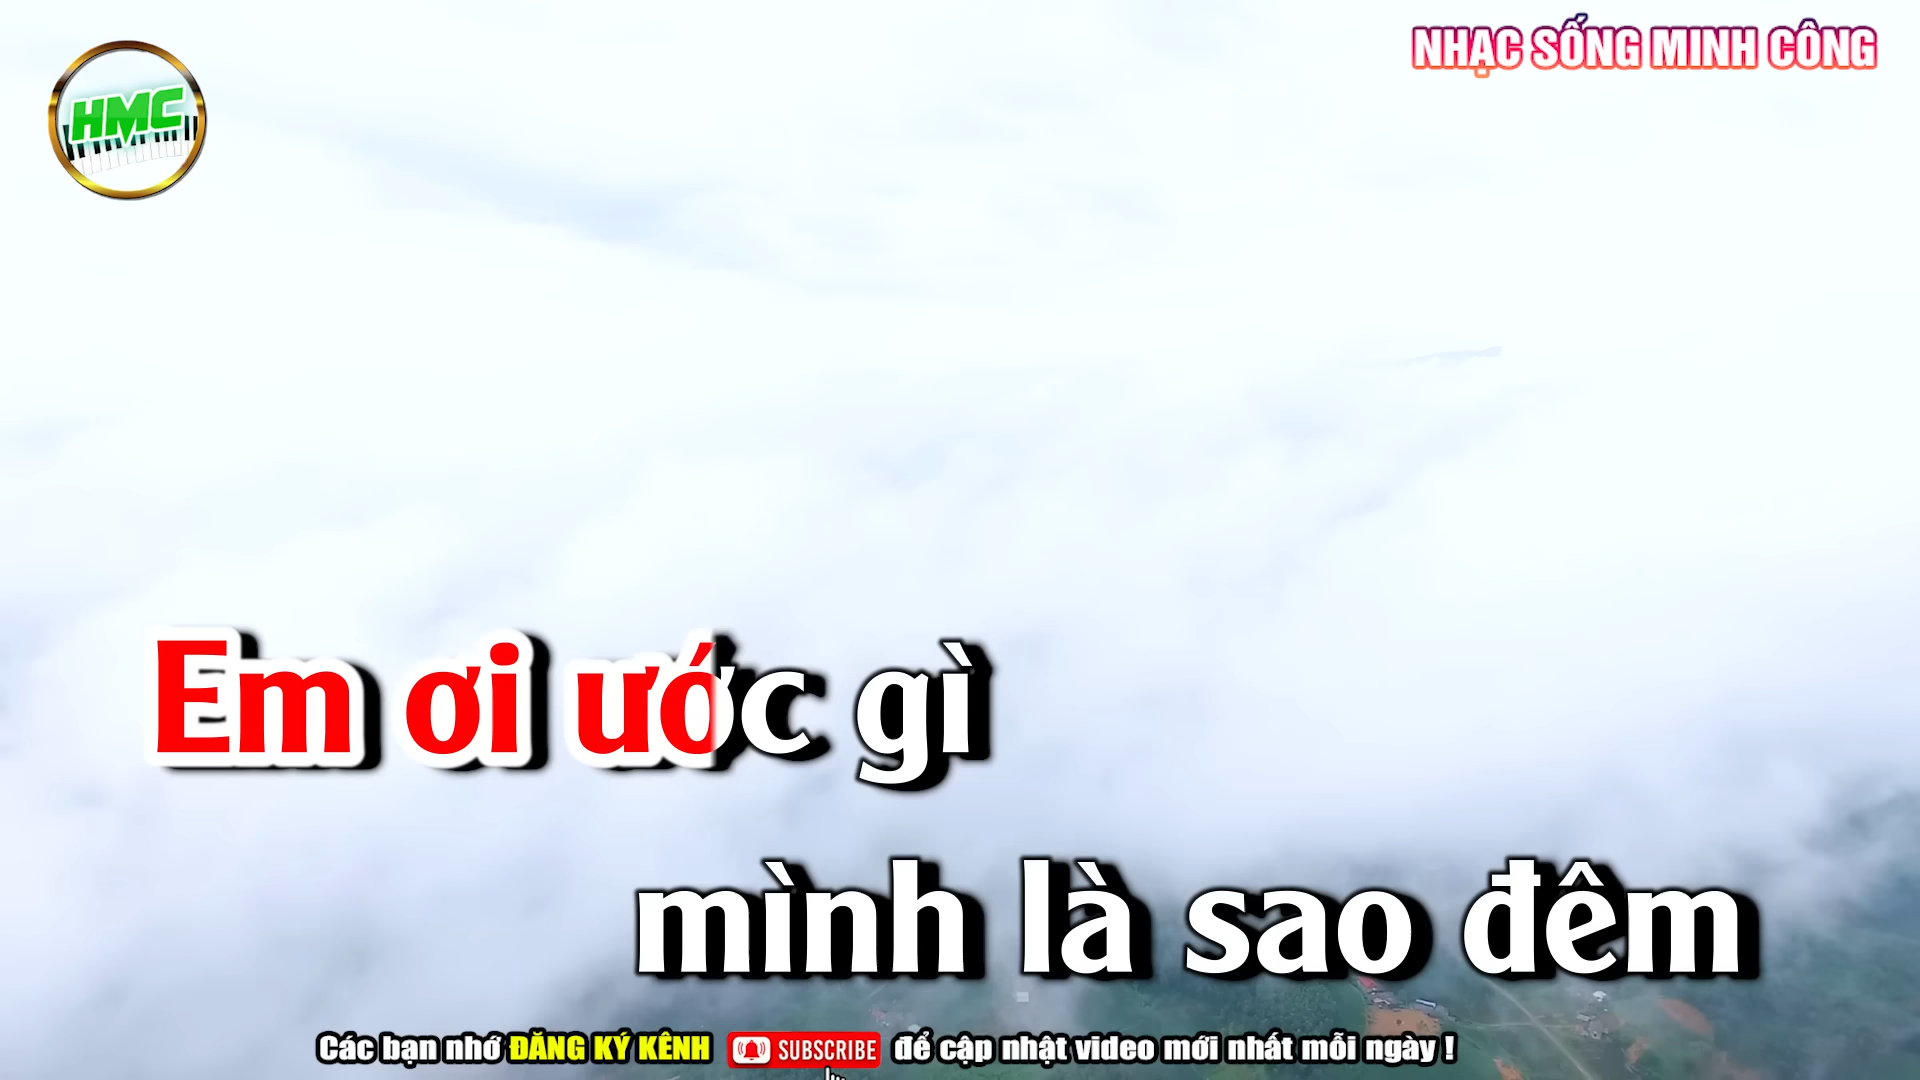 NHẠC SỐNG MINH CÔNG
HMC
Em ơi ước gì
mình là sao đêm
Các bạn nhớ ĐĂNG KÝ KÊNH SUBSCRIBE để cập nhật video mới nhất mỗi ngày !